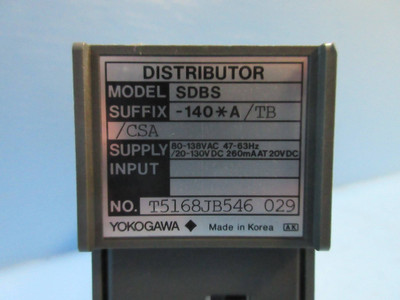 DISTRIBUTOR
MODEL SDBS
SUFFIX -140*A/TB
/CSA
SUPPLY 80-138VAC 47-63Hz
/20-130VDC 260mA AT 20VDC
INPUT
NO. T5168JB546 029
YOKOGAWA ◆ Made in Korea AK